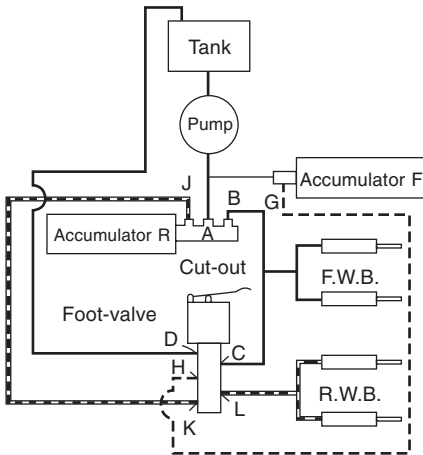 Tank
Pump
J
B
G
Accumulator F
Accumulator R
A
Cut-out
F.W.B.
Foot-valve
D
C
H
R.W.B.
L
K